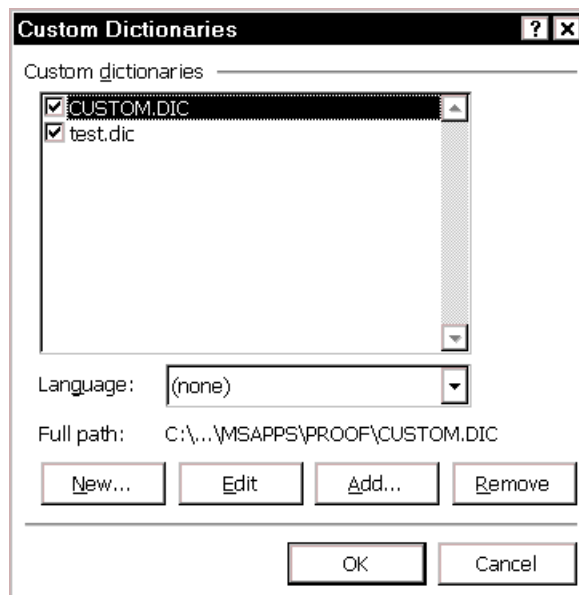 Custom Dictionaries ? X
Custom dictionaries
CUSTOM.DIC
test.dic
Language: (none)
Full path: C:\...\MSAPPS\PROOF\CUSTOM.DIC
New... Edit Add... Remove
OK Cancel